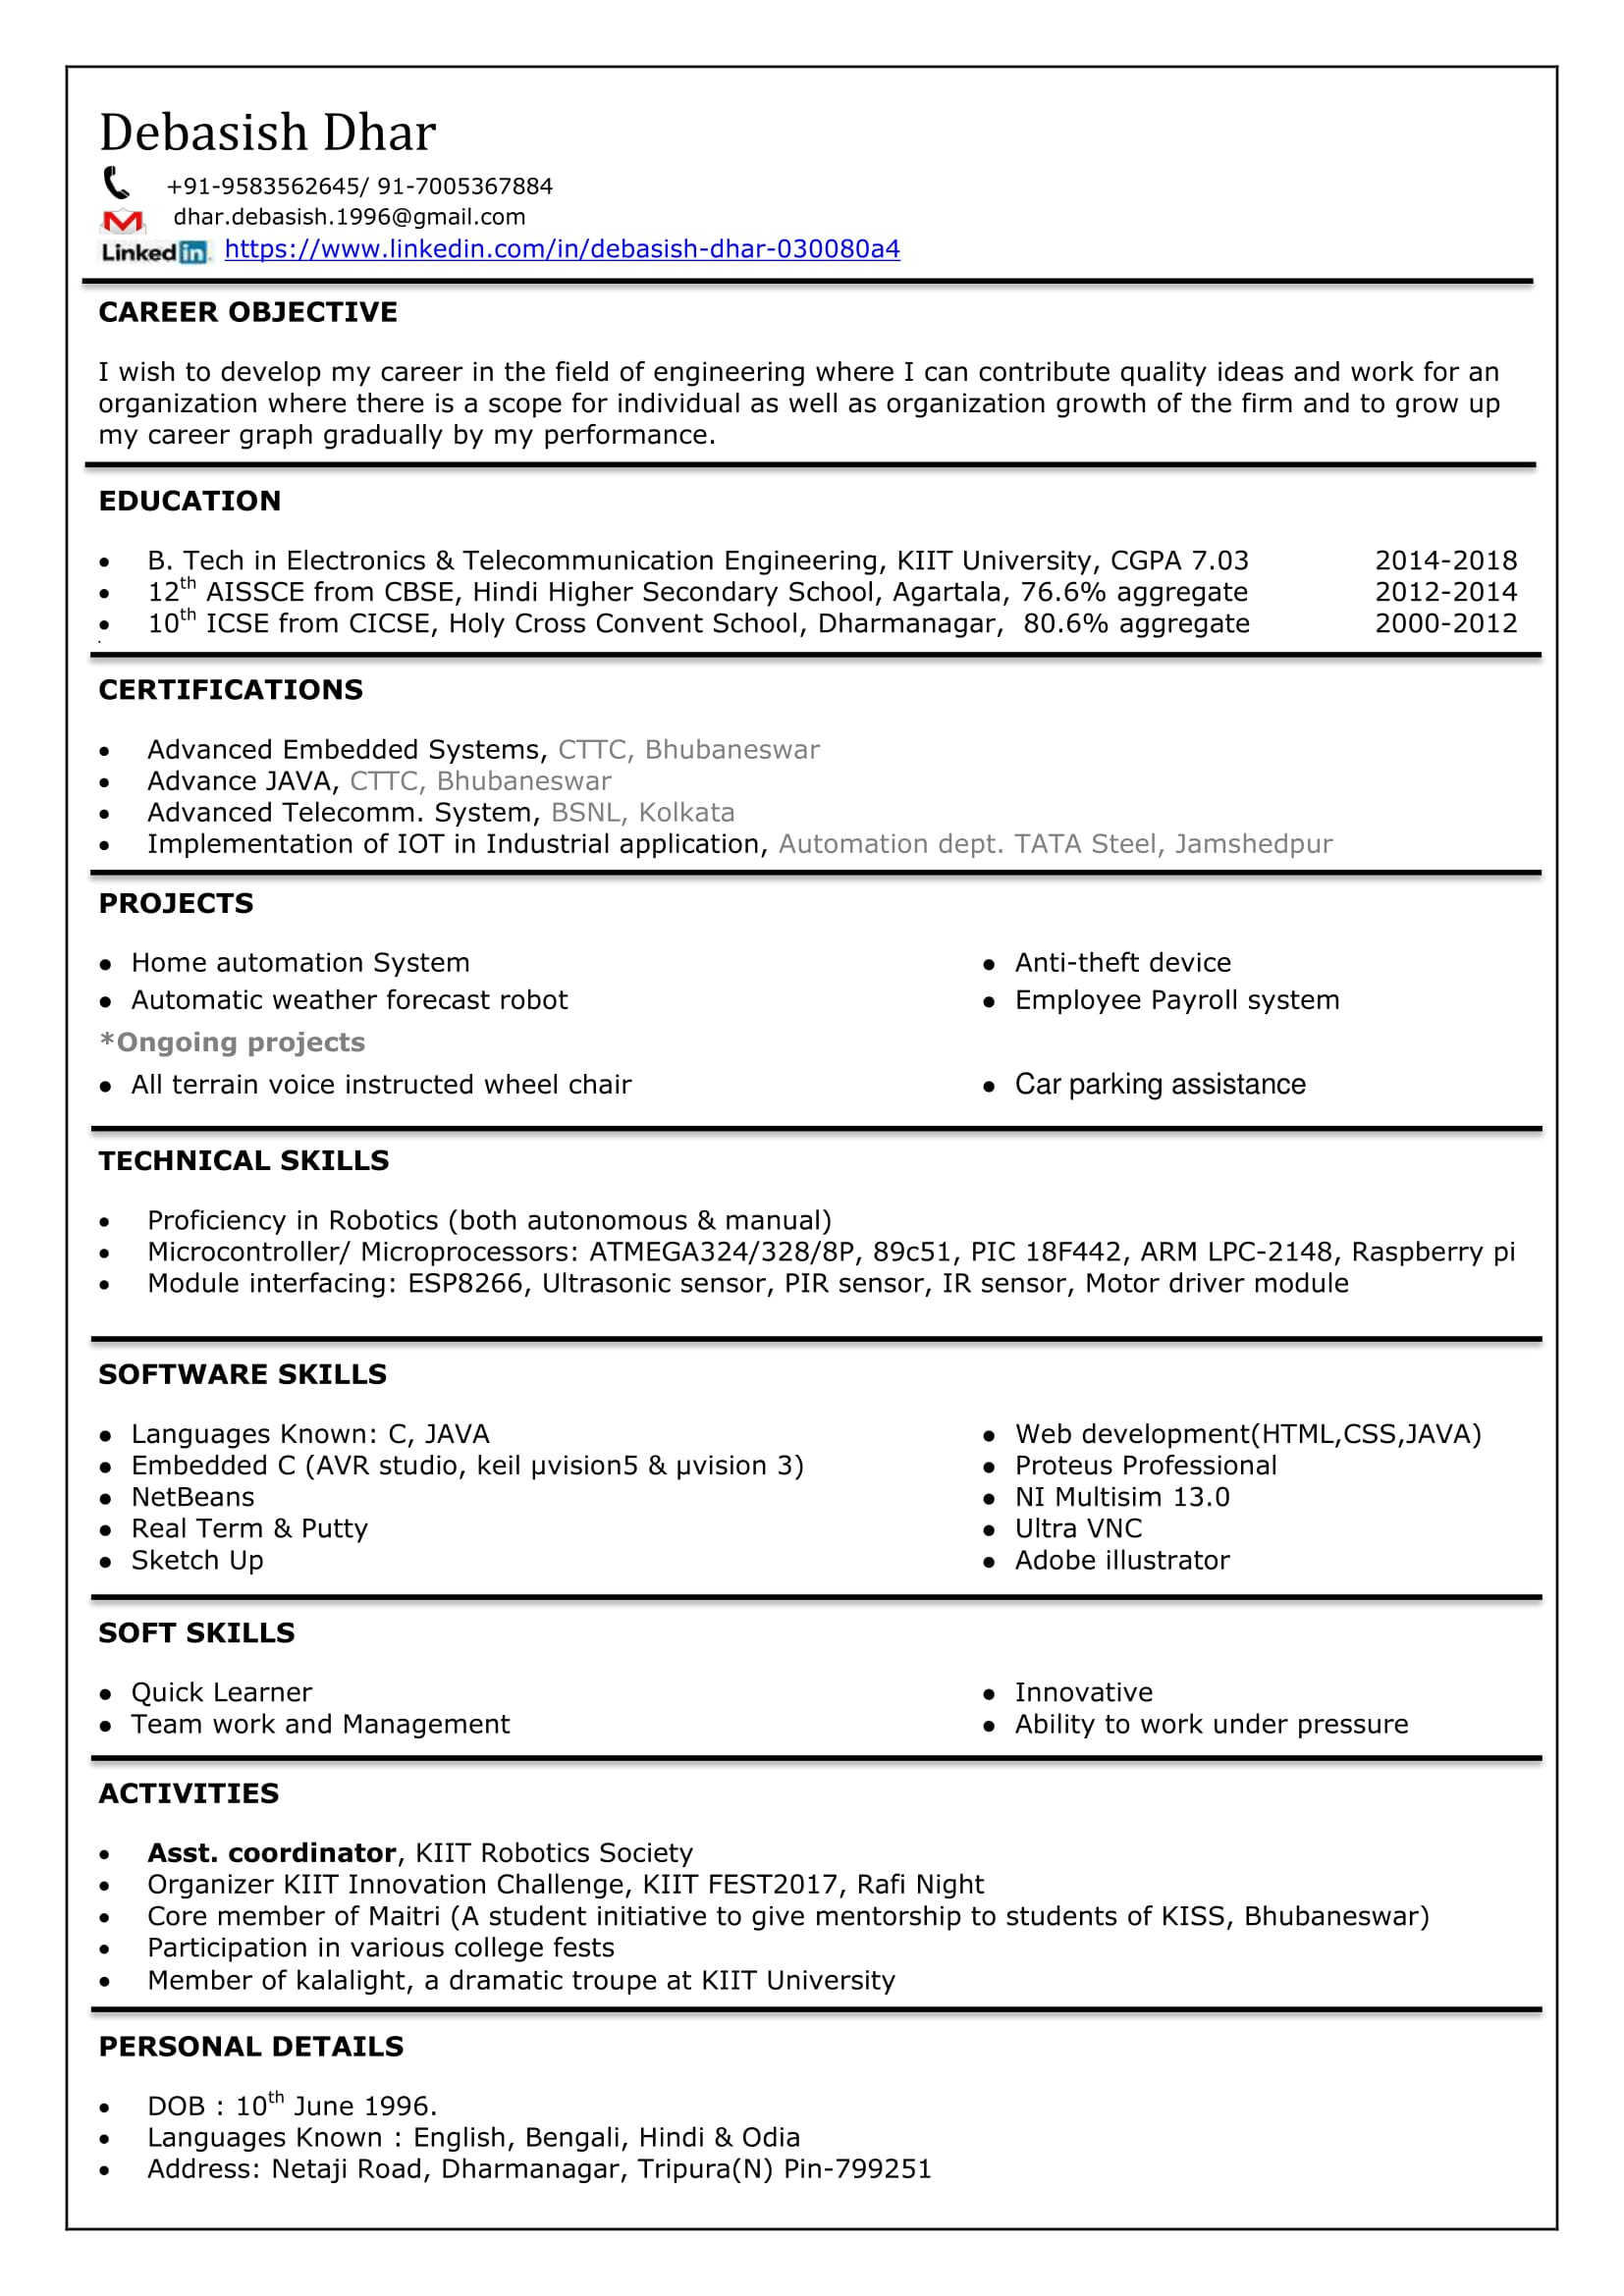 Debasish Dhar
+91-9583562645/ 91-7005367884
dhar.debasish.1996@gmail.com
Linked in https://www.linkedin.com/in/debasish-dhar-030080a4
CAREER OBJECTIVE
I wish to develop my career in the field of engineering where I can contribute quality ideas and work for an
organization where there is a scope for individual as well as organization growth of the firm and to grow up
my career graph gradually by my performance.
EDUCATION
• B. Tech in Electronics & Telecommunication Engineering, KIIT University, CGPA 7.03 2014-2018
• 12th AISSCE from CBSE, Hindi Higher Secondary School, Agartala, 76.6% aggregate 2012-2014
• 10th ICSE from CICSE, Holy Cross Convent School, Dharmanagar, 80.6% aggregate 2000-2012
CERTIFICATIONS
• Advanced Embedded Systems, CTTC, Bhubaneswar
• Advance JAVA, CTTC, Bhubaneswar
• Advanced Telecomm. System, BSNL, Kolkata
• Implementation of IOT in Industrial application, Automation dept. TATA Steel, Jamshedpur
PROJECTS
• Home automation System • Anti-theft device
• Automatic weather forecast robot • Employee Payroll system
*Ongoing projects
• All terrain voice instructed wheel chair • Car parking assistance
TECHNICAL SKILLS
• Proficiency in Robotics (both autonomous & manual)
• Microcontroller/ Microprocessors: ATMEGA324/328/8P, 89c51, PIC 18F442, ARM LPC-2148, Raspberry pi
• Module interfacing: ESP8266, Ultrasonic sensor, PIR sensor, IR sensor, Motor driver module
SOFTWARE SKILLS
• Languages Known: C, JAVA • Web development(HTML,CSS,JAVA)
• Embedded C (AVR studio, keil µvision5 & µvision 3) • Proteus Professional
• NetBeans • NI Multisim 13.0
• Real Term & Putty • Ultra VNC
• Sketch Up • Adobe illustrator
SOFT SKILLS
• Quick Learner • Innovative
• Team work and Management • Ability to work under pressure
ACTIVITIES
• Asst. coordinator, KIIT Robotics Society
• Organizer KIIT Innovation Challenge, KIIT FEST2017, Rafi Night
• Core member of Maitri (A student initiative to give mentorship to students of KISS, Bhubaneswar)
• Participation in various college fests
• Member of kalalight, a dramatic troupe at KIIT University
PERSONAL DETAILS
• DOB : 10th June 1996.
• Languages Known : English, Bengali, Hindi & Odia
• Address: Netaji Road, Dharmanagar, Tripura(N) Pin-799251